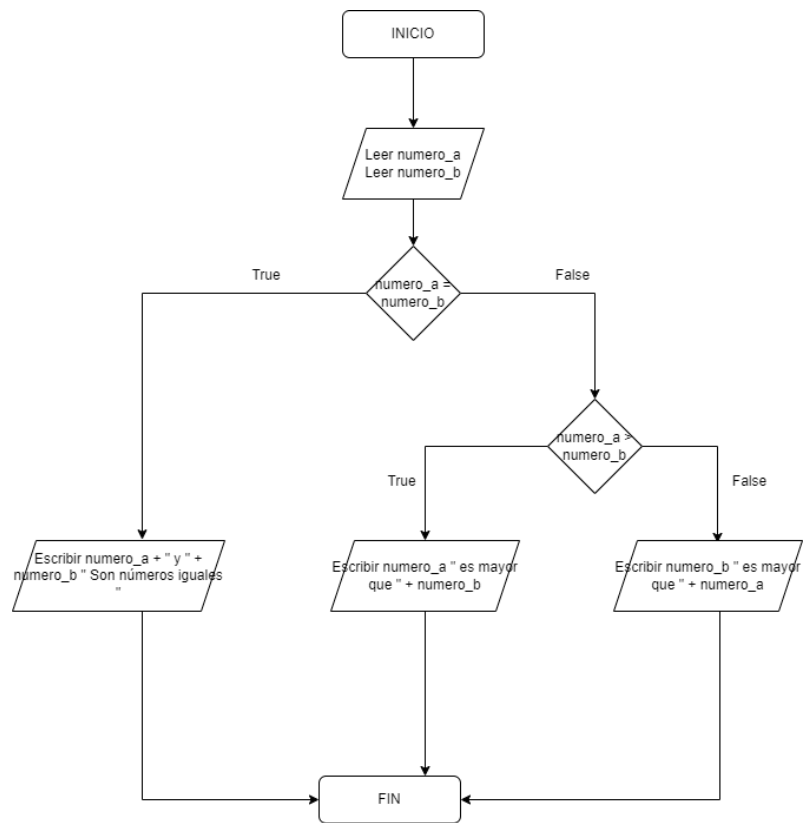 INICIO
Leer numero_a
Leer numero_b
True
False
numero_a =
numero_b
numero_a >
numero_b
True
False
Escribir numero_a + " y " +
numero_b " Son números iguales
"
Escribir numero_a " es mayor
que " + numero_b
Escribir numero_b " es mayor
que " + numero_a
FIN